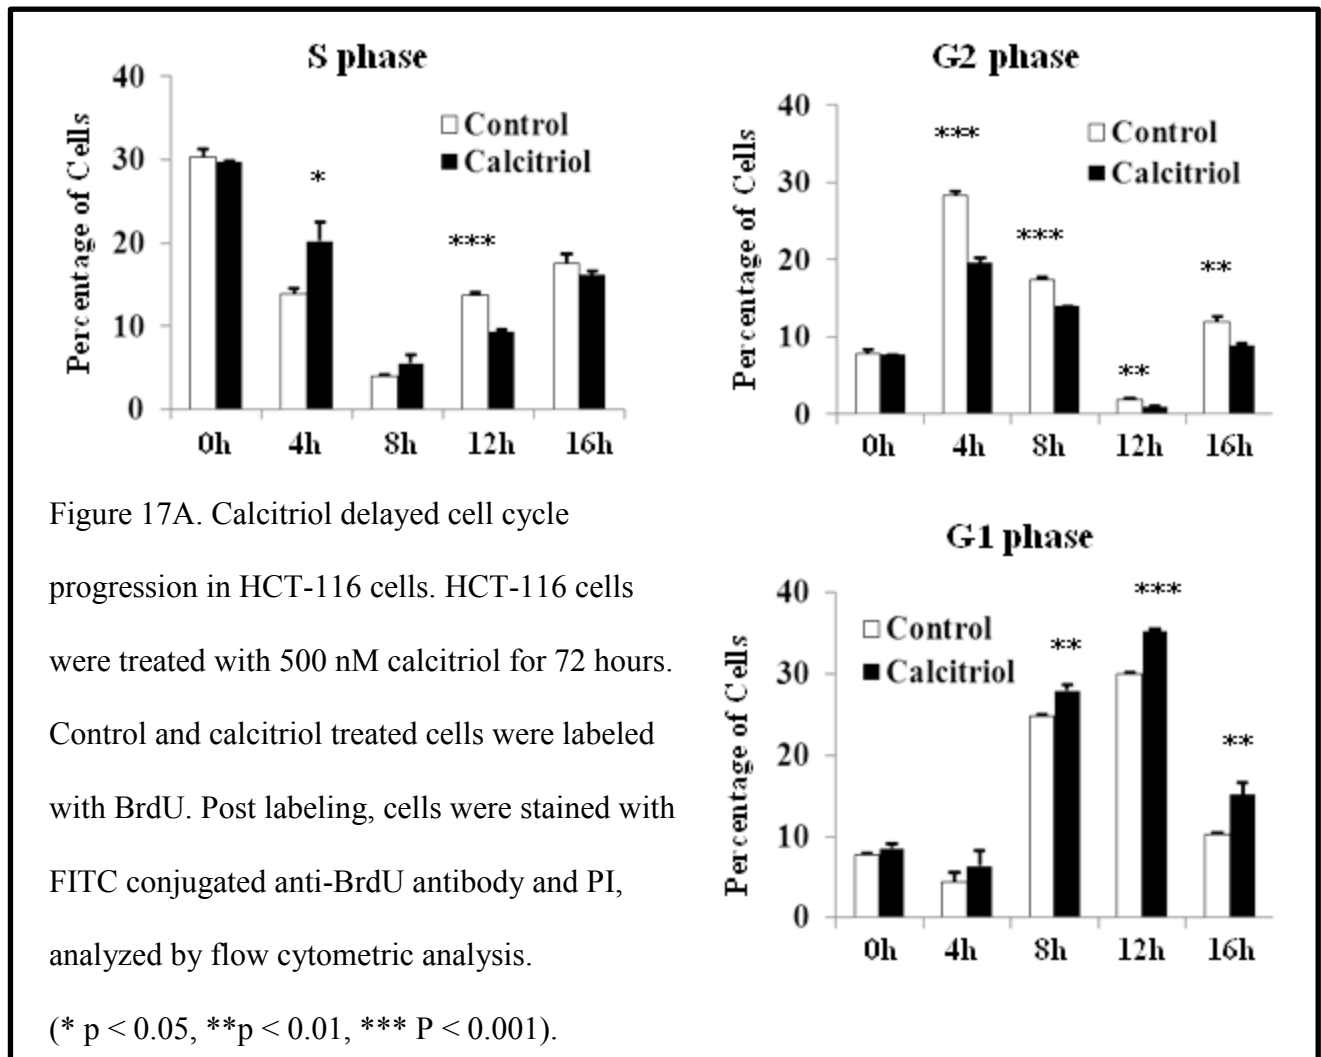 S phase
40
30
20
10
0
Percentage of Cells
Control
Calcitriol
*
***
0h 4h 8h 12h 16h
G2 phase
40
30
20
10
0
Percentage of Cells
Control
Calcitriol
***
***
**
**
0h 4h 8h 12h 16h
Figure 17A. Calcitriol delayed cell cycle
progression in HCT-116 cells. HCT-116 cells
were treated with 500 nM calcitriol for 72 hours.
Control and calcitriol treated cells were labeled
with BrdU. Post labeling, cells were stained with
FITC conjugated anti-BrdU antibody and PI,
analyzed by flow cytometric analysis.
(* p < 0.05, **p < 0.01, *** P < 0.001).
G1 phase
40
30
20
10
0
Percentage of Cells
Control
Calcitriol
**
***
**
0h 4h 8h 12h 16h